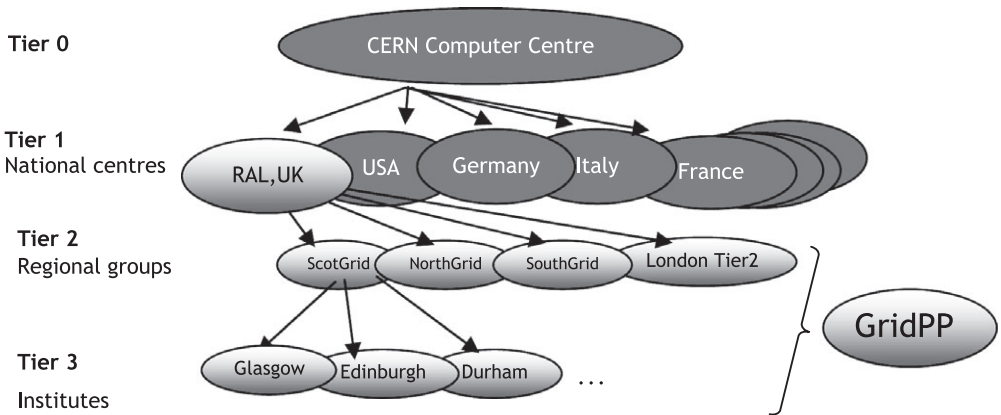 Tier 0
CERN Computer Centre
Tier 1
National centres
RAL,UK
USA
Germany
Italy
France
Tier 2
Regional groups
ScotGrid
NorthGrid
SouthGrid
London Tier2
GridPP
Tier 3
Institutes
Glasgow
Edinburgh
Durham
...